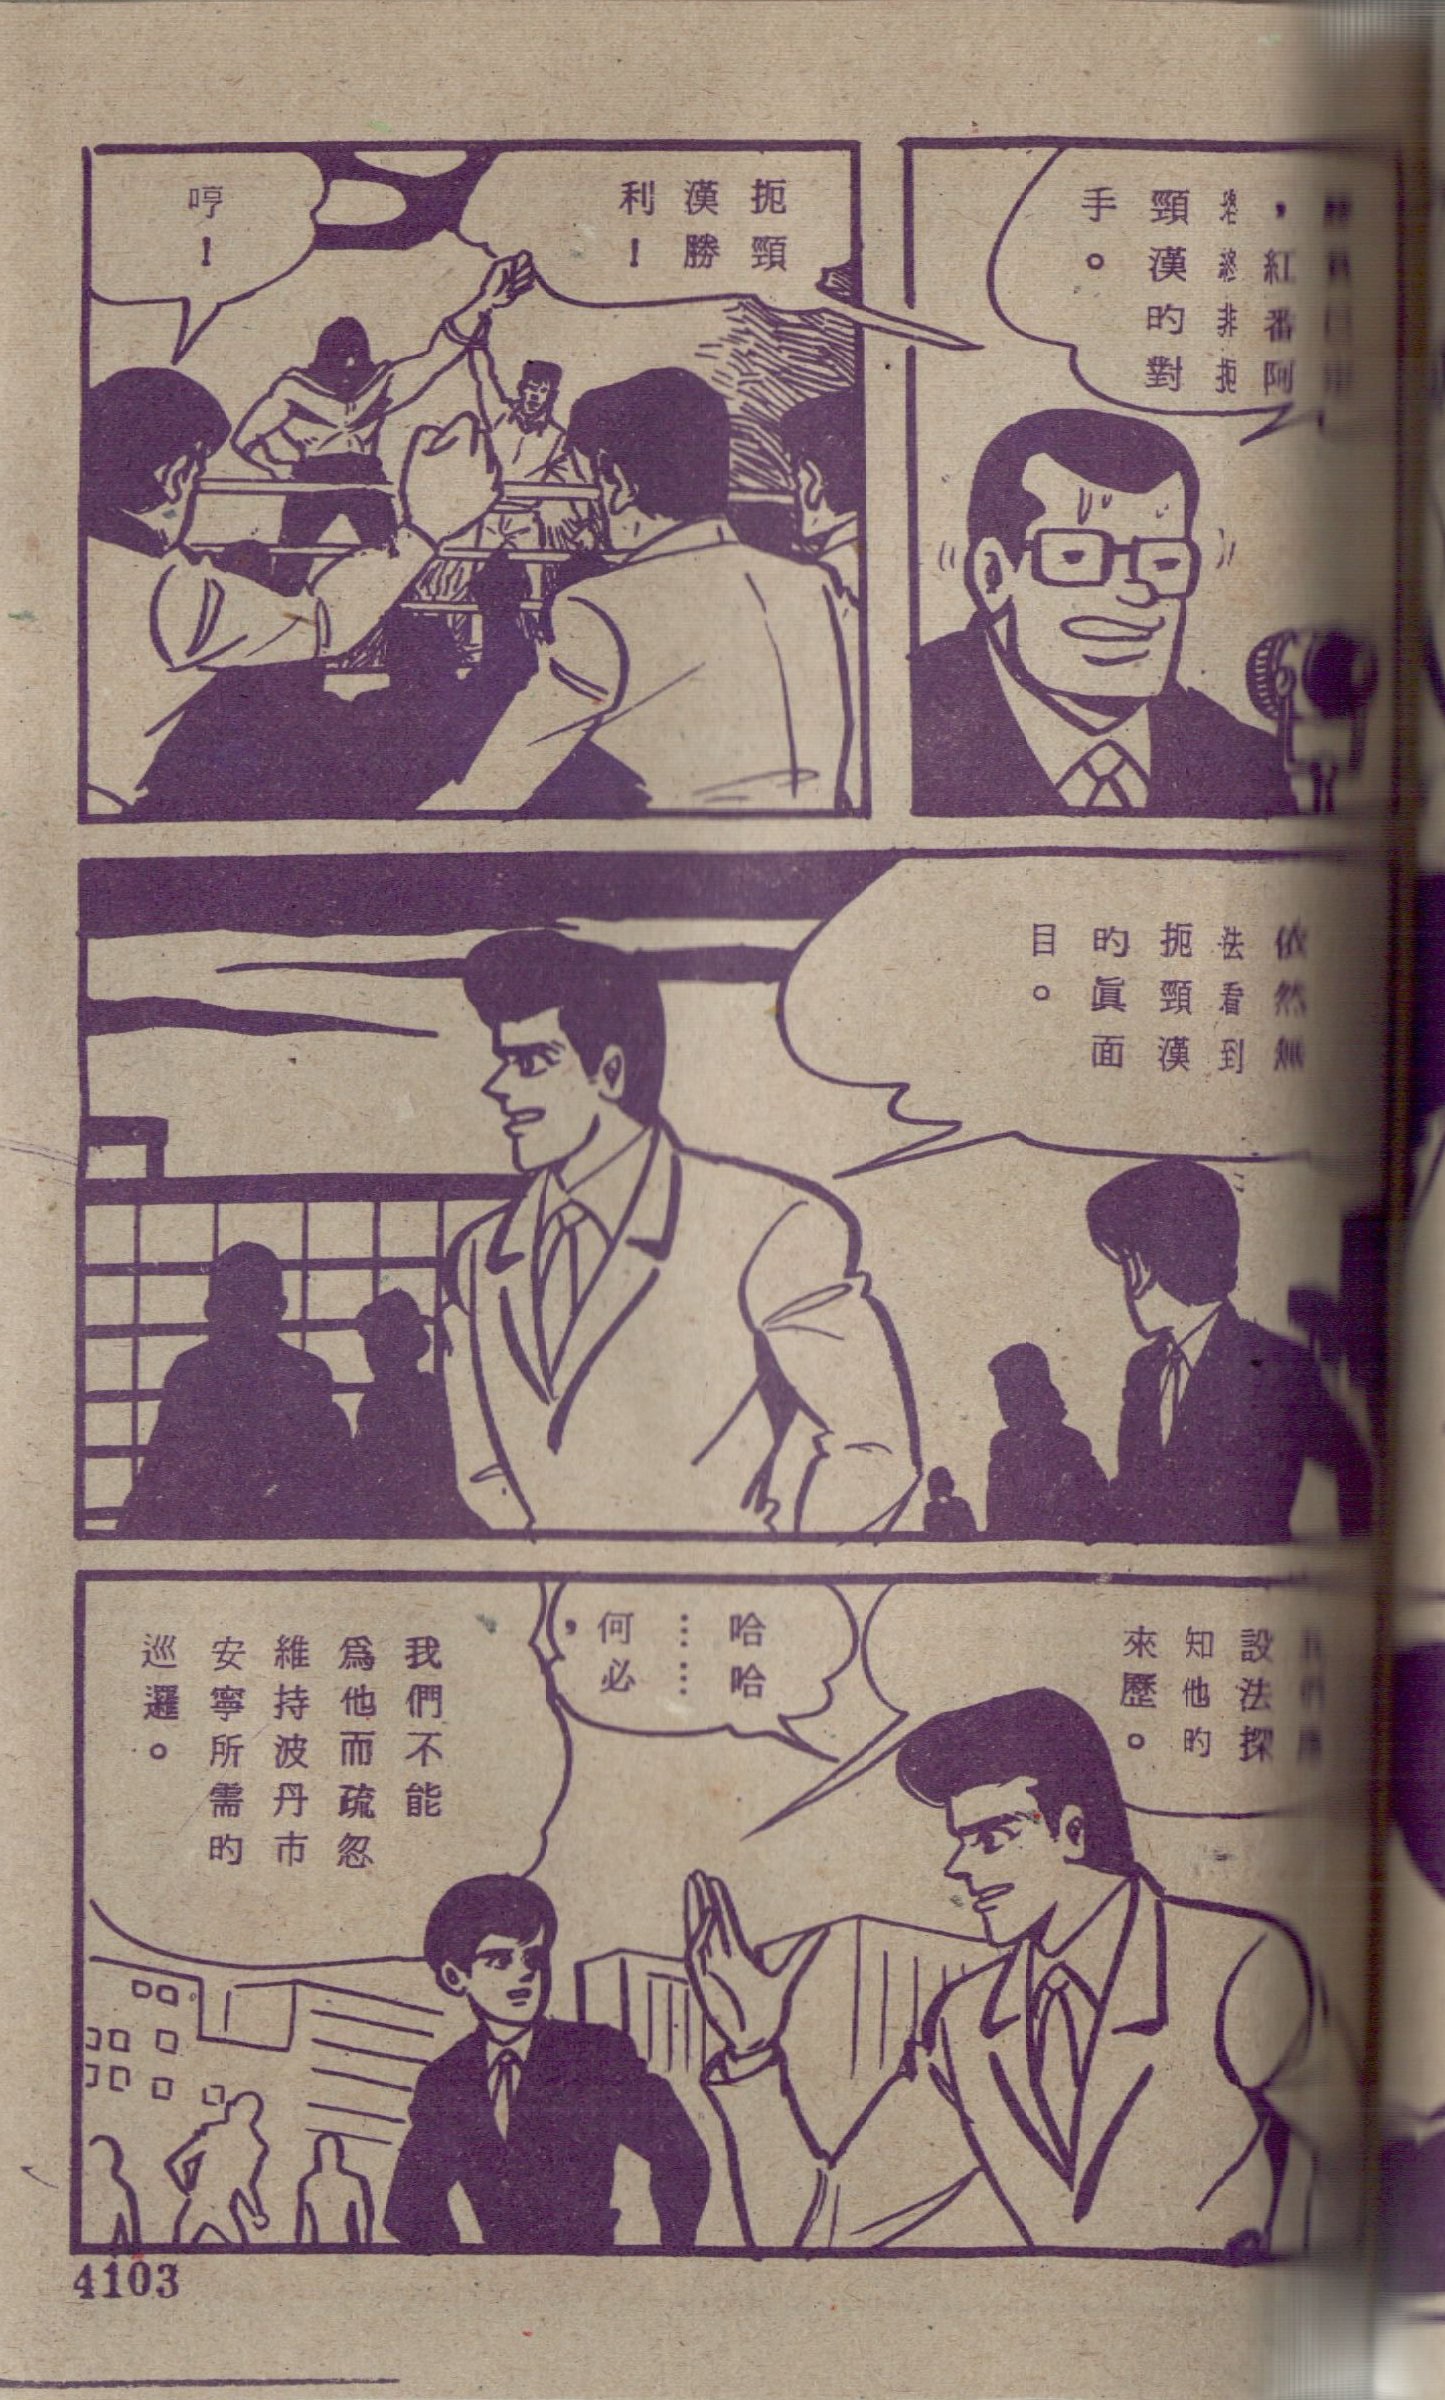 ，紅番阿
珞終非扼
頸漢的對
手。
扼頸
漢勝
利！
哼！
依然無
法看到
扼頸漢
的眞面
目。
設法探
知他的
來歷。
哈哈
……
何必
，
我們不能
爲他而疏忽
維持波丹市
安寧所需的
巡邏。
4103